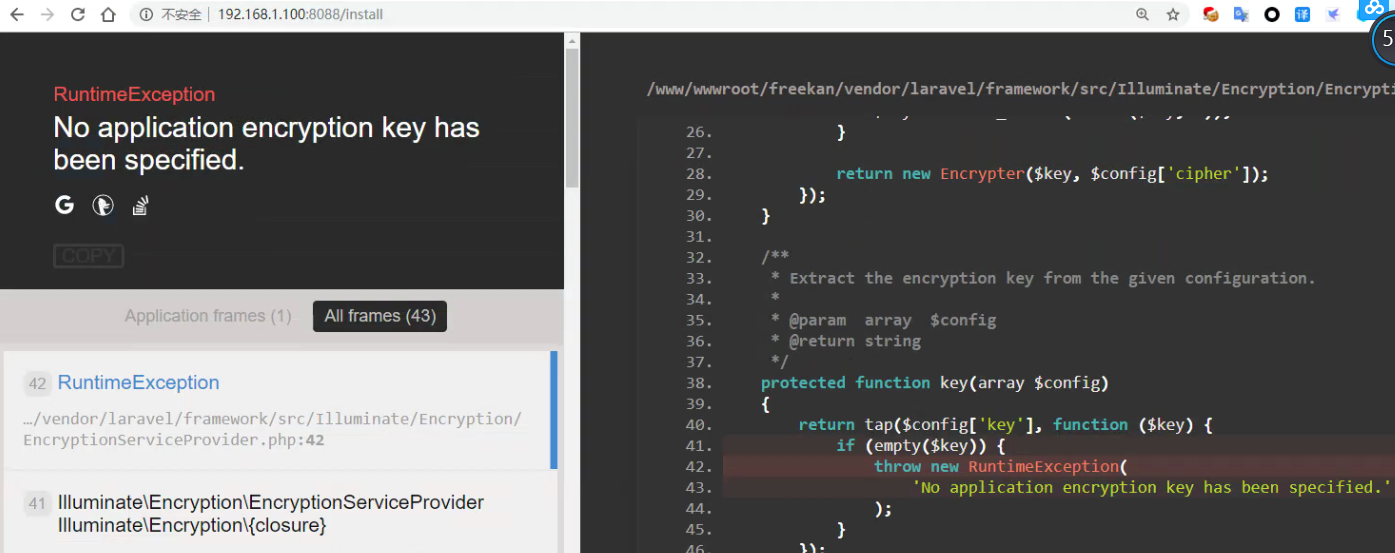 不安全 | 192.168.1.100:8088/install
译
5
RuntimeException
No application encryption key has
been specified.
COPY
Application frames (1)
All frames (43)
42 RuntimeException
…/vendor/laravel/framework/src/Illuminate/Encryption/
EncryptionServiceProvider.php:42
41 Illuminate\Encryption\EncryptionServiceProvider
Illuminate\Encryption\{closure}
/www/wwwroot/freekan/vendor/laravel/framework/src/Illuminate/Encryption/Encrypti
26. }
27.
28. return new Encrypter($key, $config['cipher']);
29. });
30. }
31.
32. /**
33. * Extract the encryption key from the given configuration.
34. *
35. * @param  array  $config
36. * @return string
37. */
38. protected function key(array $config)
39. {
40. return tap($config['key'], function ($key) {
41. if (empty($key)) {
42. throw new RuntimeException(
43. 'No application encryption key has been specified.'
44. );
45. }
46. });